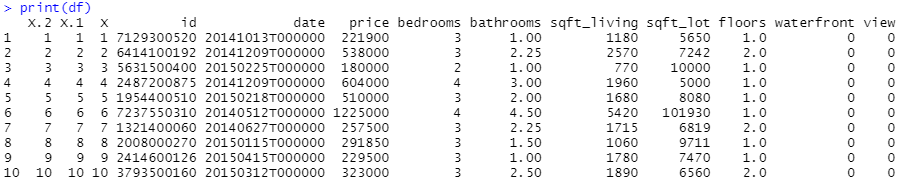 > print(df)
X.2 X.1 X id date price bedrooms bathrooms sqft_living sqft_lot floors waterfront view
1 1 1 1 7129300520 20141013T000000 221900 3 1.00 1180 5650 1.0 0 0
2 2 2 2 6414100192 20141209T000000 538000 3 2.25 2570 7242 2.0 0 0
3 3 3 3 5631500400 20150225T000000 180000 2 1.00 770 10000 1.0 0 0
4 4 4 4 2487200875 20141209T000000 604000 4 3.00 1960 5000 1.0 0 0
5 5 5 5 1954400510 20150218T000000 510000 3 2.00 1680 8080 1.0 0 0
6 6 6 6 7237550310 20140512T000000 1225000 4 4.50 5420 101930 1.0 0 0
7 7 7 7 1321400060 20140627T000000 257500 3 2.25 1715 6819 2.0 0 0
8 8 8 8 2008000270 20150115T000000 291850 3 1.50 1060 9711 1.0 0 0
9 9 9 9 2414600126 20150415T000000 229500 3 1.00 1780 7470 1.0 0 0
10 10 10 10 3793500160 20150312T000000 323000 3 2.50 1890 6560 2.0 0 0